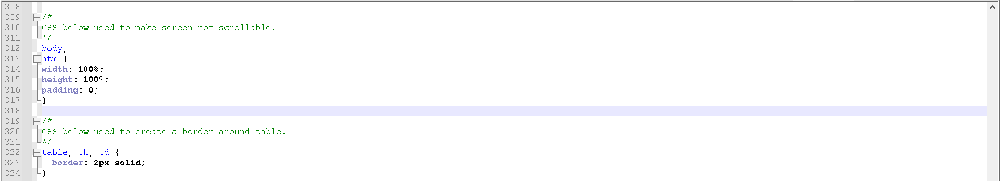 308
309 /*
310 CSS below used to make screen not scrollable.
311 */
312 body,
313 html{
314 width: 100%;
315 height: 100%;
316 padding: 0;
317 }
318
319 /*
320 CSS below used to create a border around table.
321 */
322 table, th, td {
323   border: 2px solid;
324 }